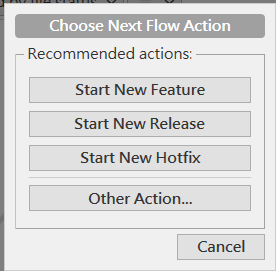 Choose Next Flow Action
Recommended actions:
Start New Feature
Start New Release
Start New Hotfix
Other Action...
Cancel